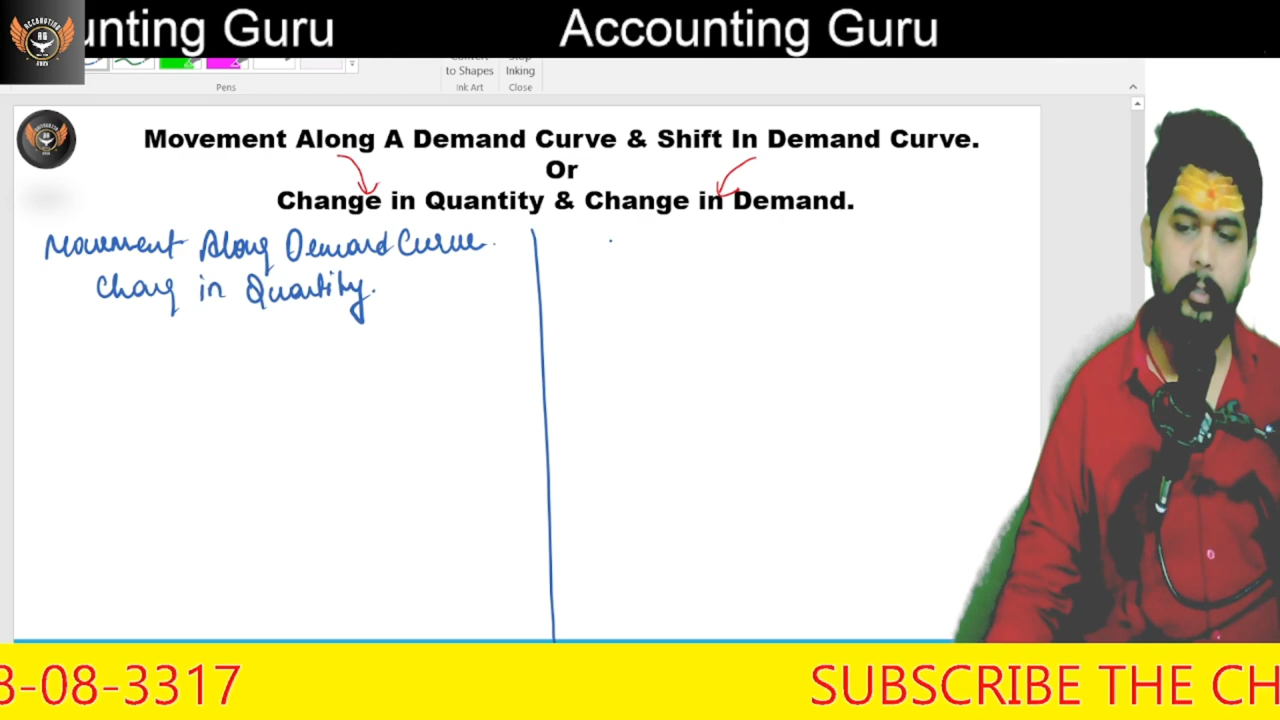 unting Guru Accounting Guru
to Shapes
Inking
Pens
Ink Art
Close
Movement Along A Demand Curve & Shift In Demand Curve.
Or
Change in Quantity & Change in Demand.
Movement Along Demand Curve.
Chang in Quantity.
3-08-3317 SUBSCRIBE THE CH